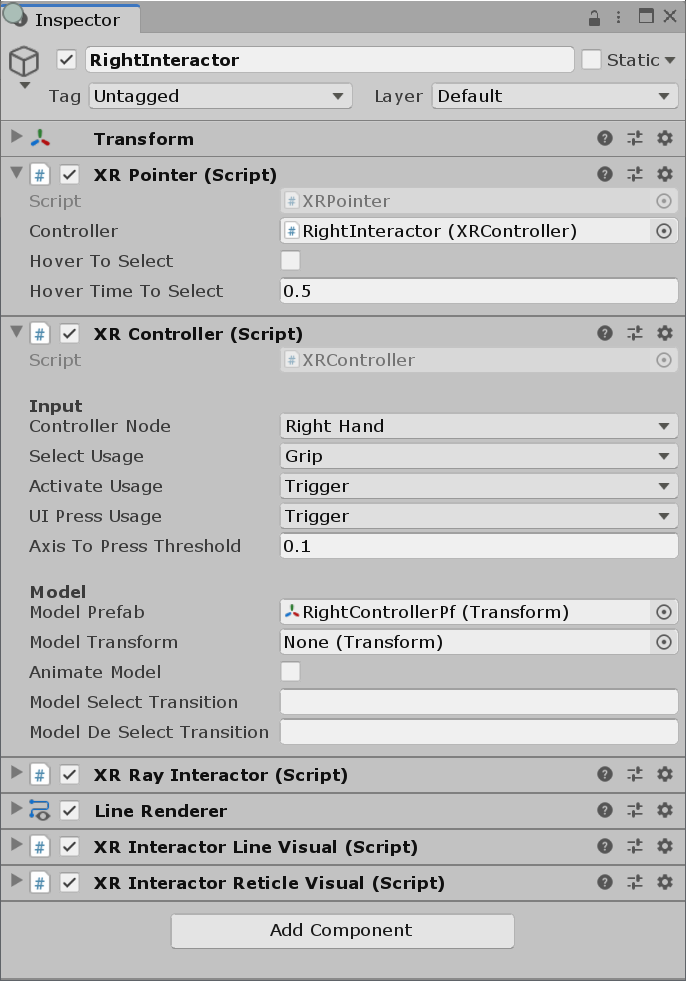 Inspector
RightInteractor
Static
Tag Untagged Layer Default
Transform
XR Pointer (Script)
Script # XRPointer
Controller # RightInteractor (XRController)
Hover To Select
Hover Time To Select 0.5
# XR Controller (Script)
Script # XRController
Input
Controller Node Right Hand
Select Usage Grip
Activate Usage Trigger
UI Press Usage Trigger
Axis To Press Threshold 0.1
Model
Model Prefab RightControllerPf (Transform)
Model Transform None (Transform)
Animate Model
Model Select Transition
Model De Select Transition
# XR Ray Interactor (Script)
Line Renderer
# XR Interactor Line Visual (Script)
# XR Interactor Reticle Visual (Script)
Add Component